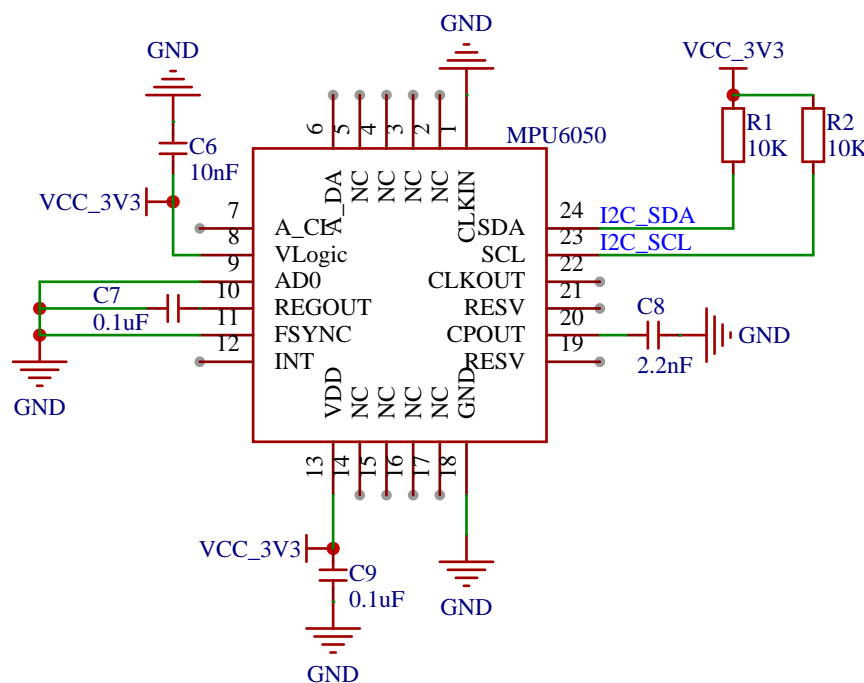 GND
GND
VCC_3V3
6
5
4
3
2
1
MPU6050
C6
10nF
R1
10K
R2
10K
A_DA
NC
NC
NC
NC
CLKIN
VCC_3V3
7
A_CL
SDA
24
I2C_SDA
8
VLogic
SCL
23
I2C_SCL
9
AD0
CLKOUT
22
C7
0.1uF
10
REGOUT
RESV
21
11
FSYNC
CPOUT
20
C8
2.2nF
GND
12
INT
RESV
19
GND
VDD
NC
NC
NC
NC
GND
13
14
15
16
17
18
VCC_3V3
C9
0.1uF
GND
GND